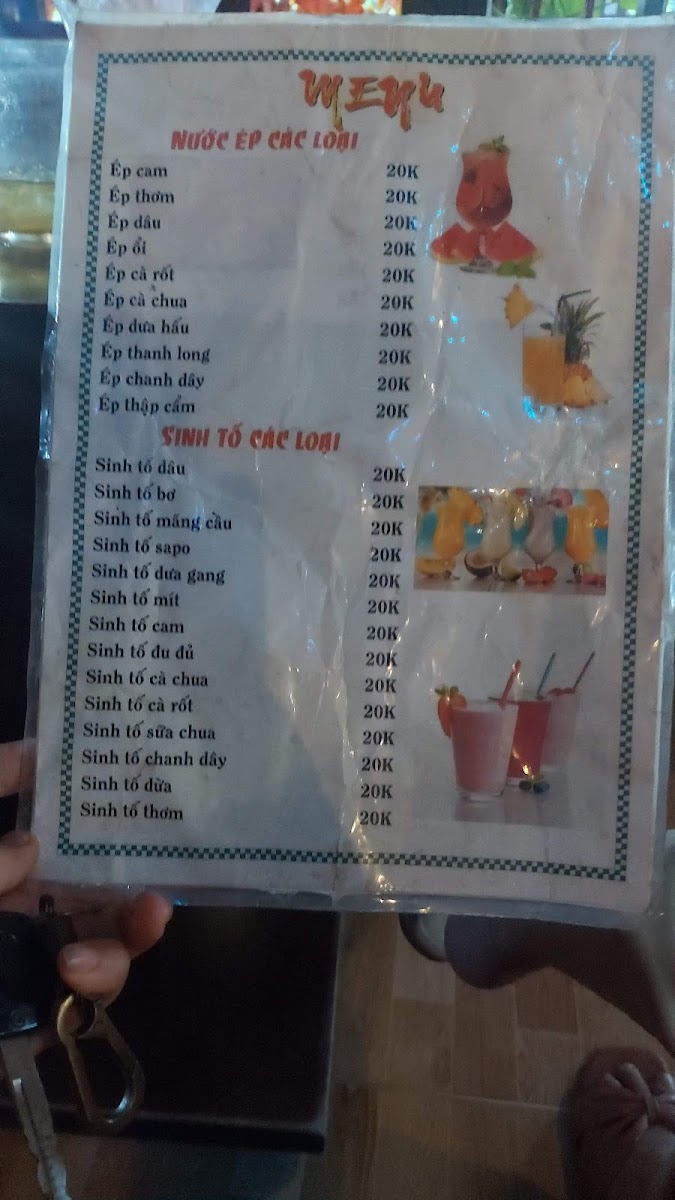 MENU
NƯỚC ÉP CÁC LOẠI
Ép cam 20K
Ép thơm 20K
Ép dâu 20K
Ép ổi 20K
Ép cà rốt 20K
Ép cà chua 20K
Ép dưa hấu 20K
Ép thanh long 20K
Ép chanh dây 20K
Ép thập cẩm 20K
SINH TỐ CÁC LOẠI
Sinh tố dâu 20K
Sinh tố bơ 20K
Sinh tố mãng cầu 20K
Sinh tố sapo 20K
Sinh tố dưa gang 20K
Sinh tố mít 20K
Sinh tố cam 20K
Sinh tố đu đủ 20K
Sinh tố cà chua 20K
Sinh tố cà rốt 20K
Sinh tố sữa chua 20K
Sinh tố chanh dây 20K
Sinh tố dừa 20K
Sinh tố thơm 20K